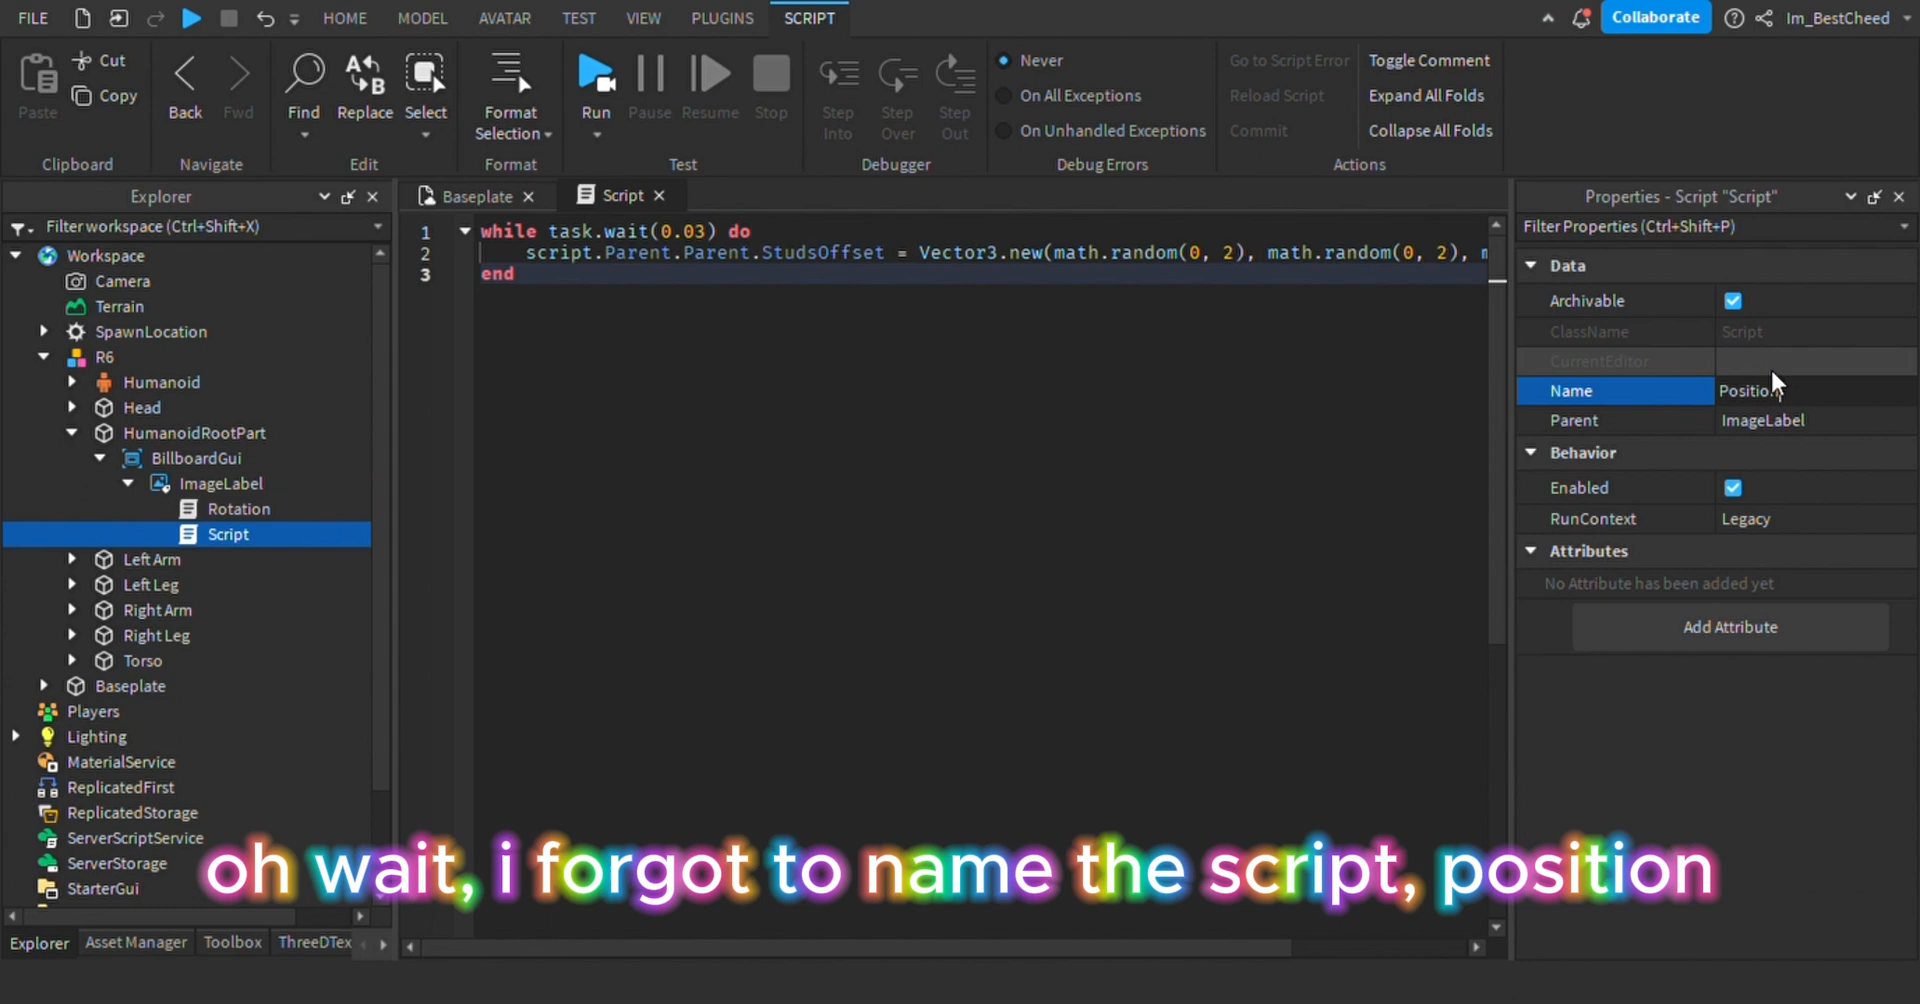 FILE HOME MODEL AVATAR TEST VIEW PLUGINS SCRIPT Collaborate Im_BestCheed
Paste Cut Copy
Clipboard
Back Fwd
Navigate
Find Replace Select
Edit
Format Selection
Format
Run Pause Resume Stop
Test
Step Into Step Over Step Out
Debugger
Never
On All Exceptions
On Unhandled Exceptions
Debug Errors
Go to Script Error Toggle Comment
Reload Script Expand All Folds
Commit Collapse All Folds
Actions
Explorer
Filter workspace (Ctrl+Shift+X)
Workspace
Camera
Terrain
SpawnLocation
R6
Humanoid
Head
HumanoidRootPart
BillboardGui
ImageLabel
Rotation
Script
Left Arm
Left Leg
Right Arm
Right Leg
Torso
Baseplate
Players
Lighting
MaterialService
ReplicatedFirst
ReplicatedStorage
ServerScriptService
ServerStorage
StarterGui
Explorer Asset Manager Toolbox ThreeDTex
Baseplate Script
1 while task.wait(0.03) do
2 script.Parent.Parent.StudsOffset = Vector3.new(math.random(0, 2), math.random(0, 2), m
3 end
Properties - Script "Script"
Filter Properties (Ctrl+Shift+P)
Data
Archivable
ClassName Script
CurrentEditor
Name Position
Parent ImageLabel
Behavior
Enabled
RunContext Legacy
Attributes
No Attribute has been added yet
Add Attribute
oh wait, i forgot to name the script, position